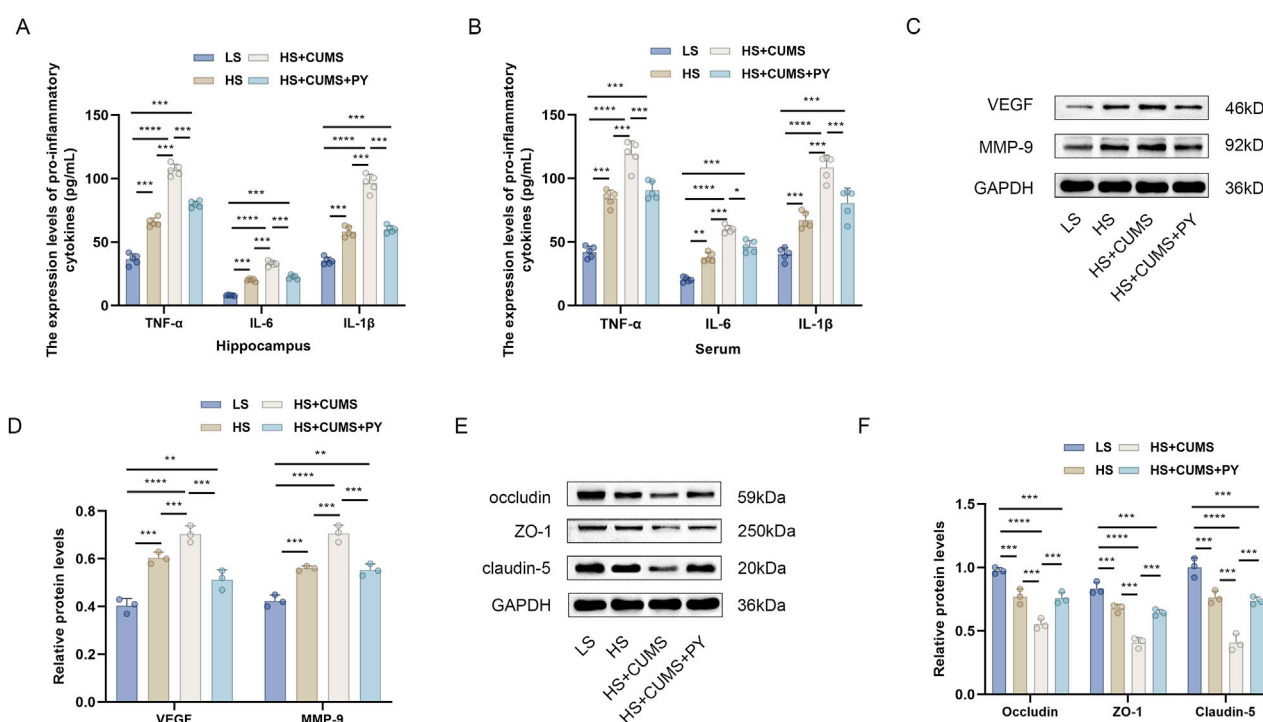 A
LS
HS+CUMS
HS
HS+CUMS+PY
The expression levels of pro-inflammatory
cytokines (pg/mL)
150
100
50
0
***
****
***
***
***
***
****
***
***
***
***
****
***
***
***
TNF-α
IL-6
IL-1β
Hippocampus
B
LS
HS+CUMS
HS
HS+CUMS+PY
The expression levels of pro-inflammatory
cytokines (pg/mL)
150
100
50
0
***
****
***
***
***
***
****
*
***
**
***
****
***
***
***
TNF-α
IL-6
IL-1β
Serum
C
VEGF
46kD
MMP-9
92kD
GAPDH
36kD
LS
HS
HS+CUMS
HS+CUMS+PY
D
LS
HS+CUMS
HS
HS+CUMS+PY
Relative protein levels
0.8
0.6
0.4
0.2
0.0
**
****
***
***
***
**
****
***
***
***
VEGF
MMP-9
E
occludin
59kDa
ZO-1
250kDa
claudin-5
20kDa
GAPDH
36kDa
LS
HS
HS+CUMS
HS+CUMS+PY
F
LS
HS+CUMS
HS
HS+CUMS+PY
Relative protein levels
1.5
1.0
0.5
0.0
***
****
***
***
***
***
****
***
***
***
***
****
***
***
***
Occludin
ZO-1
Claudin-5